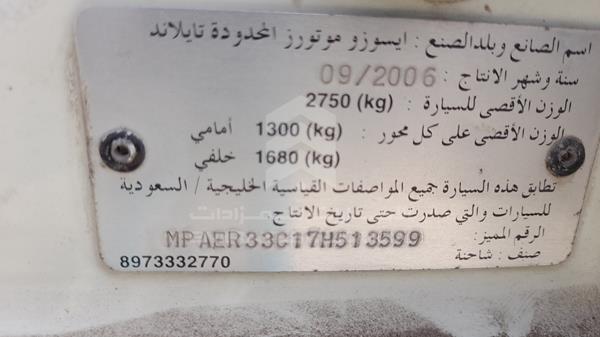 اسم الصانع وبلدالصنع : ايسوزو موتورز المحدودة تايلاند
سنة وشهر الانتاج : 09/2006
الوزن الأقصى للسيارة : 2750 (kg)
الوزن الأقصى على كل محور : 1300 (kg) أمامي
1680 (kg) خلفي
تطابق هذه السيارة جميع المواصفات القياسية الخليجية / السعودية
للسيارات والتي صدرت حتى تاريخ الانتاج.
الرقم المميز: MPAER33C17H513599
صنف : شاحنة
8973332770
مزادات